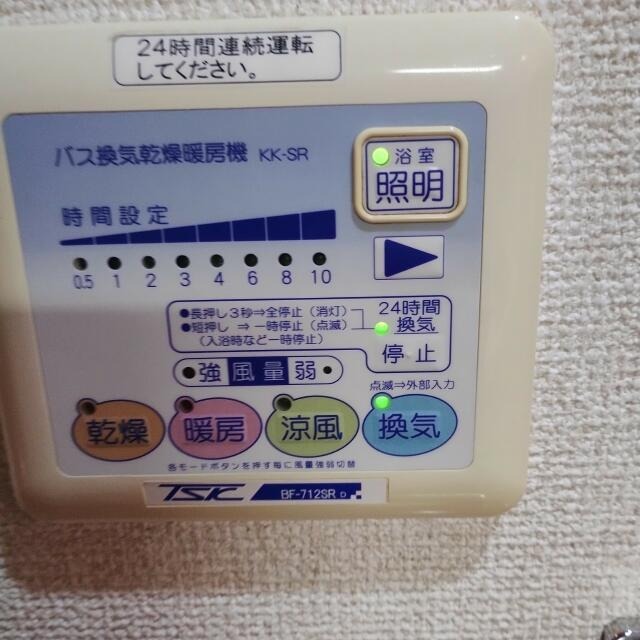 24時間連続運転
してください。
バス換気乾燥暖房機 KK-SR
浴室
照明
時間設定
0.5 1 2 3 4 6 8 10
●長押し3秒⇒全停止（消灯）
●短押し ⇒ 一時停止（点滅）
（入浴時など一時停止）
24時間
換気
停止
強 風量 弱
点滅⇒外部入力
乾燥 暖房 涼風 換気
各モードボタンを押す毎に風量強弱切替
TSK BF-712SR D